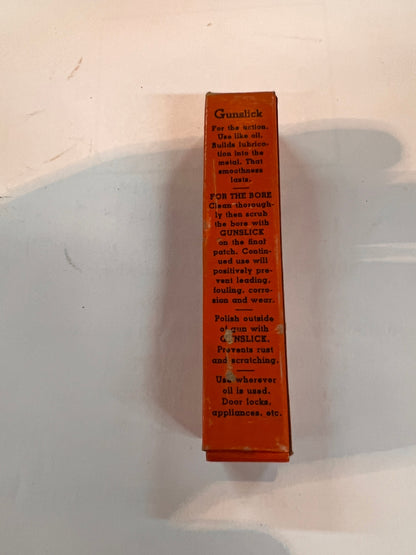 Gunslick
For the action.
Use like oil.
Builds lubrica-
tion into the
metal. That
smoothness
lasts.
FOR THE BORE
Clean thorough-
ly then scrub
the bore with
GUNSLICK
on the final
patch. Contin-
ued use will
positively pre-
vent leading,
fouling, corro-
sion and wear.
Polish outside
of gun with
GUNSLICK.
Prevents rust
and scratching.
Use wherever
oil is used.
Door locks,
appliances, etc.